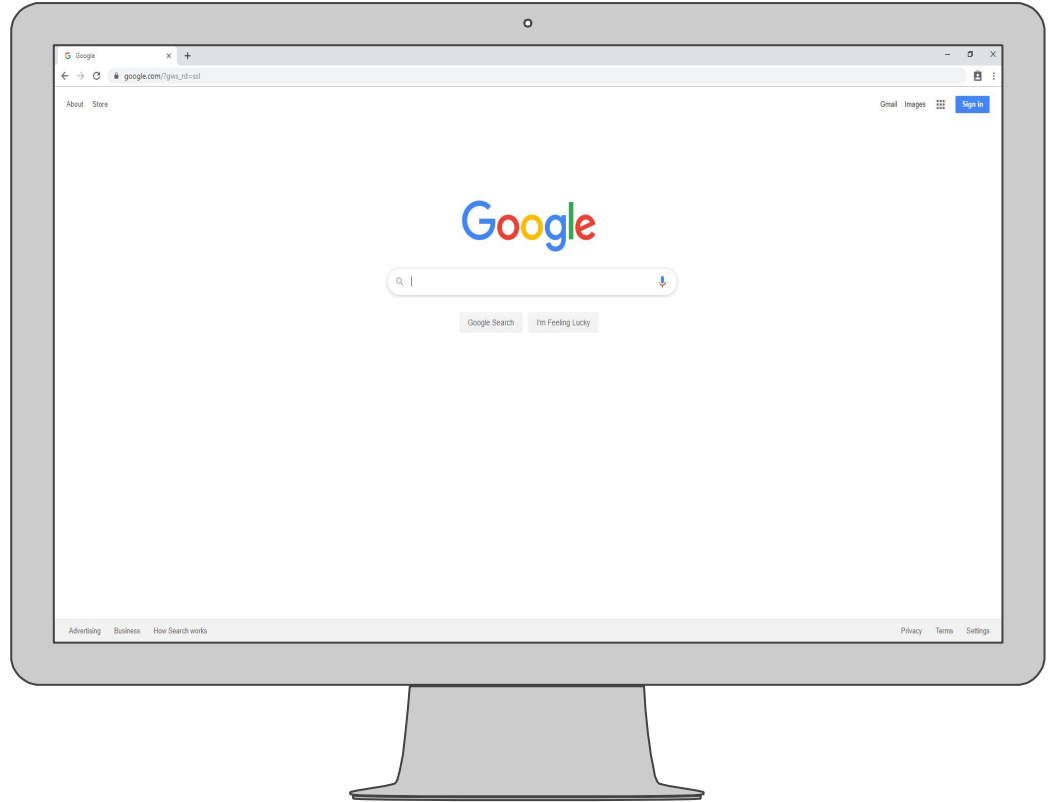 Google
google.com/?gws_rd=ssl
About Store Gmail Images Sign in
Google
Google Search I'm Feeling Lucky
Advertising Business How Search works Privacy Terms Settings